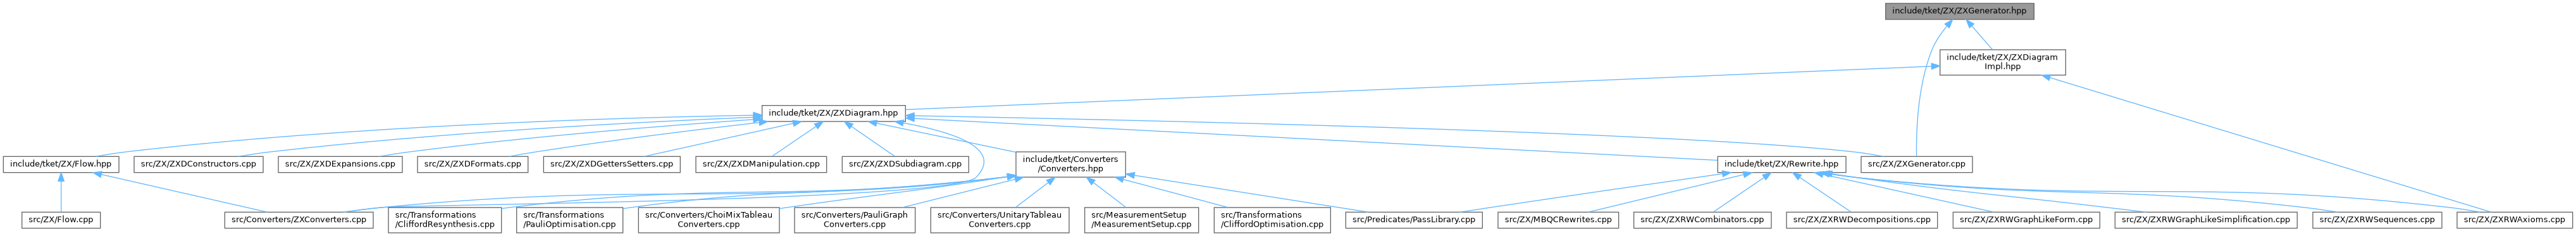 include/tket/ZX/ZXGenerator.hpp
include/tket/ZX/ZXDiagram
Impl.hpp
include/tket/ZX/ZXDiagram.hpp
include/tket/ZX/Flow.hpp
src/ZX/ZXDConstructors.cpp
src/ZX/ZXDExpansions.cpp
src/ZX/ZXDFormats.cpp
src/ZX/ZXDGettersSetters.cpp
src/ZX/ZXDManipulation.cpp
src/ZX/ZXDSubdiagram.cpp
include/tket/Converters
/Converters.hpp
include/tket/ZX/Rewrite.hpp
src/ZX/ZXGenerator.cpp
src/ZX/Flow.cpp
src/Converters/ZXConverters.cpp
src/Transformations
/CliffordResynthesis.cpp
src/Transformations
/PauliOptimisation.cpp
src/Converters/ChoiMixTableau
Converters.cpp
src/Converters/PauliGraph
Converters.cpp
src/Converters/UnitaryTableau
Converters.cpp
src/MeasurementSetup
/MeasurementSetup.cpp
src/Transformations
/CliffordOptimisation.cpp
src/Predicates/PassLibrary.cpp
src/ZX/MBQCRewrites.cpp
src/ZX/ZXRWCombinators.cpp
src/ZX/ZXRWDecompositions.cpp
src/ZX/ZXRWGraphLikeForm.cpp
src/ZX/ZXRWGraphLikeSimplification.cpp
src/ZX/ZXRWSequences.cpp
src/ZX/ZXRWAxioms.cpp